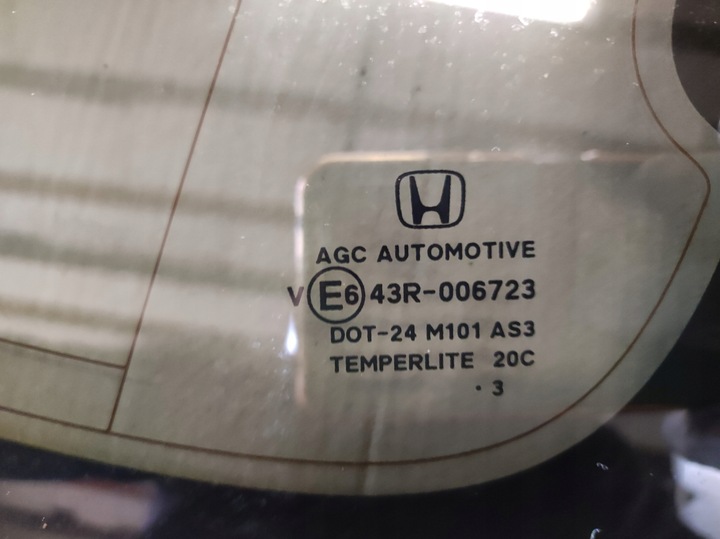 AGC AUTOMOTIVE
V E6 43R-006723
DOT-24 M101 AS3
TEMPERLITE 20C
· 3